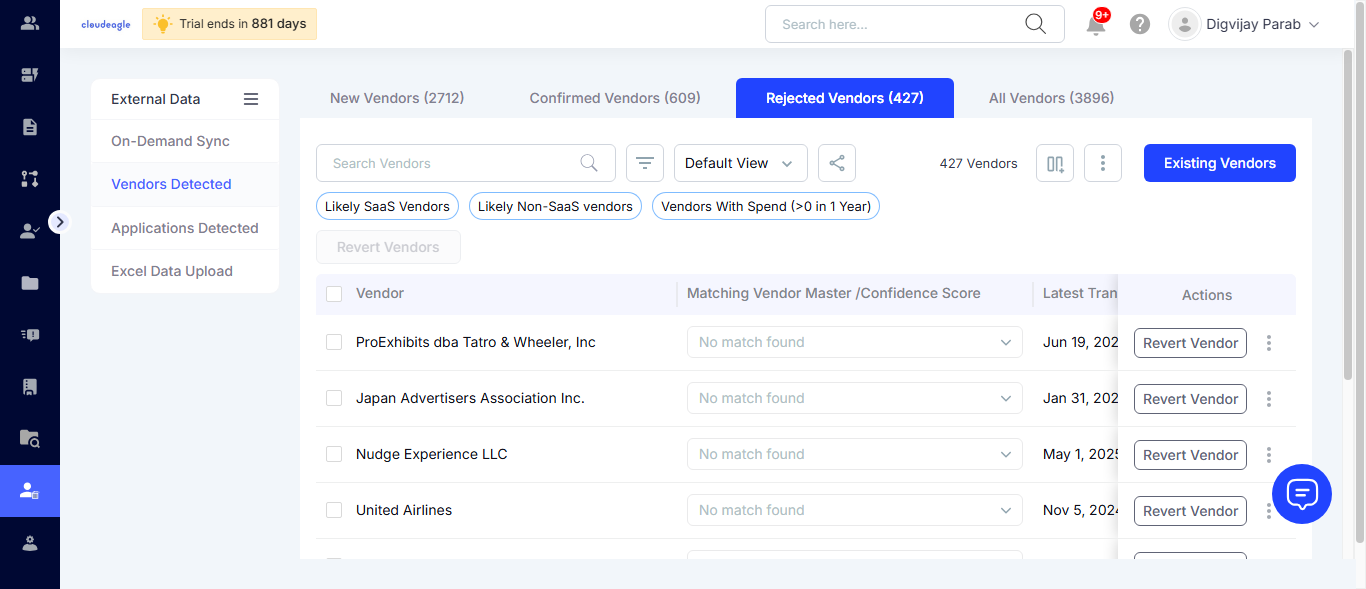 cloudeagle
Trial ends in 881 days
Search here...
9+
Digvijay Parab
External Data
On-Demand Sync
Vendors Detected
Applications Detected
Excel Data Upload
New Vendors (2712)
Confirmed Vendors (609)
Rejected Vendors (427)
All Vendors (3896)
Search Vendors
Default View
427 Vendors
Existing Vendors
Likely SaaS Vendors
Likely Non-SaaS vendors
Vendors With Spend (>0 in 1 Year)
Revert Vendors
Vendor
Matching Vendor Master /Confidence Score
Latest Tran
Actions
ProExhibits dba Tatro & Wheeler, Inc
No match found
Jun 19, 202
Revert Vendor
Japan Advertisers Association Inc.
No match found
Jan 31, 202
Revert Vendor
Nudge Experience LLC
No match found
May 1, 2025
Revert Vendor
United Airlines
No match found
Nov 5, 2024
Revert Vendor